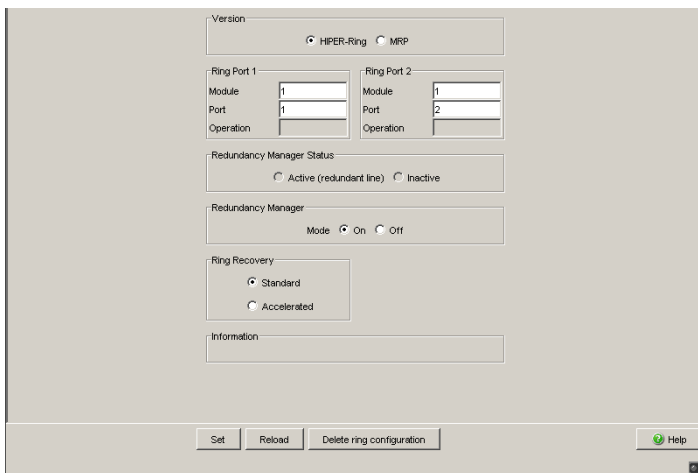 Version
HIPER-Ring MRP
Ring Port 1
Module 1
Port 1
Operation
Ring Port 2
Module 1
Port 2
Operation
Redundancy Manager Status
Active (redundant line) Inactive
Redundancy Manager
Mode On Off
Ring Recovery
Standard
Accelerated
Information
Set Reload Delete ring configuration Help